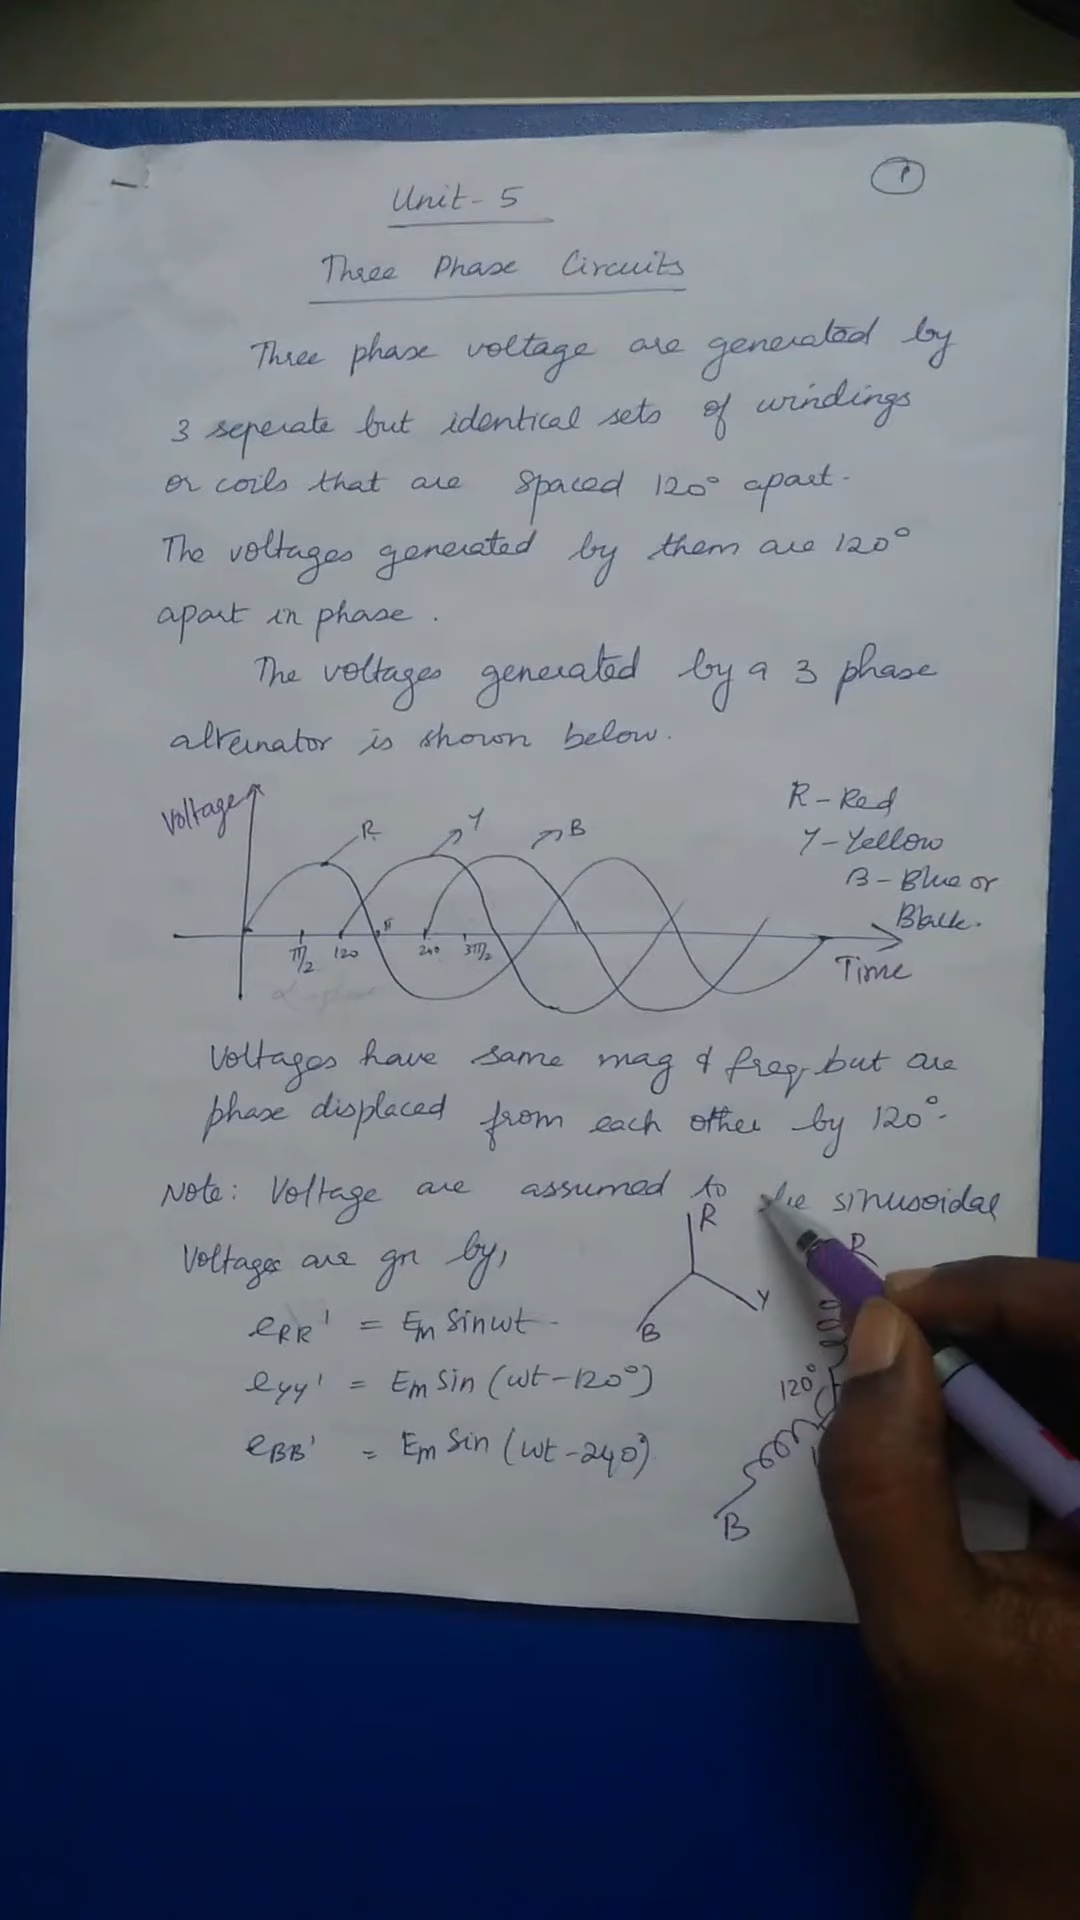 1
Unit - 5
Three Phase Circuits
Three phase voltage are generated by
3 seperate but identical sets of windings
or coils that are spaced 120° apart.
The voltages generated by them are 120°
apart in phase.
The voltages generated by a 3 phase
alternator is shown below.
Voltage
R
Y
B
R - Red
Y - Yellow
B - Blue or
Black.
π/2
120
π
240
3π/2
Time
Voltages have same mag & freq. but are
phase displaced from each other by 120°.
Note: Voltage are assumed to be sinusoidal
Voltages are gn by,
eRR' = Em Sinwt
eYY' = Em Sin (wt - 120°)
eBB' = Em Sin (wt - 240°)
R
Y
B
R
120°
B